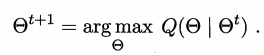 Θ^{t+1} = arg max_Θ Q(Θ | Θ^t) .